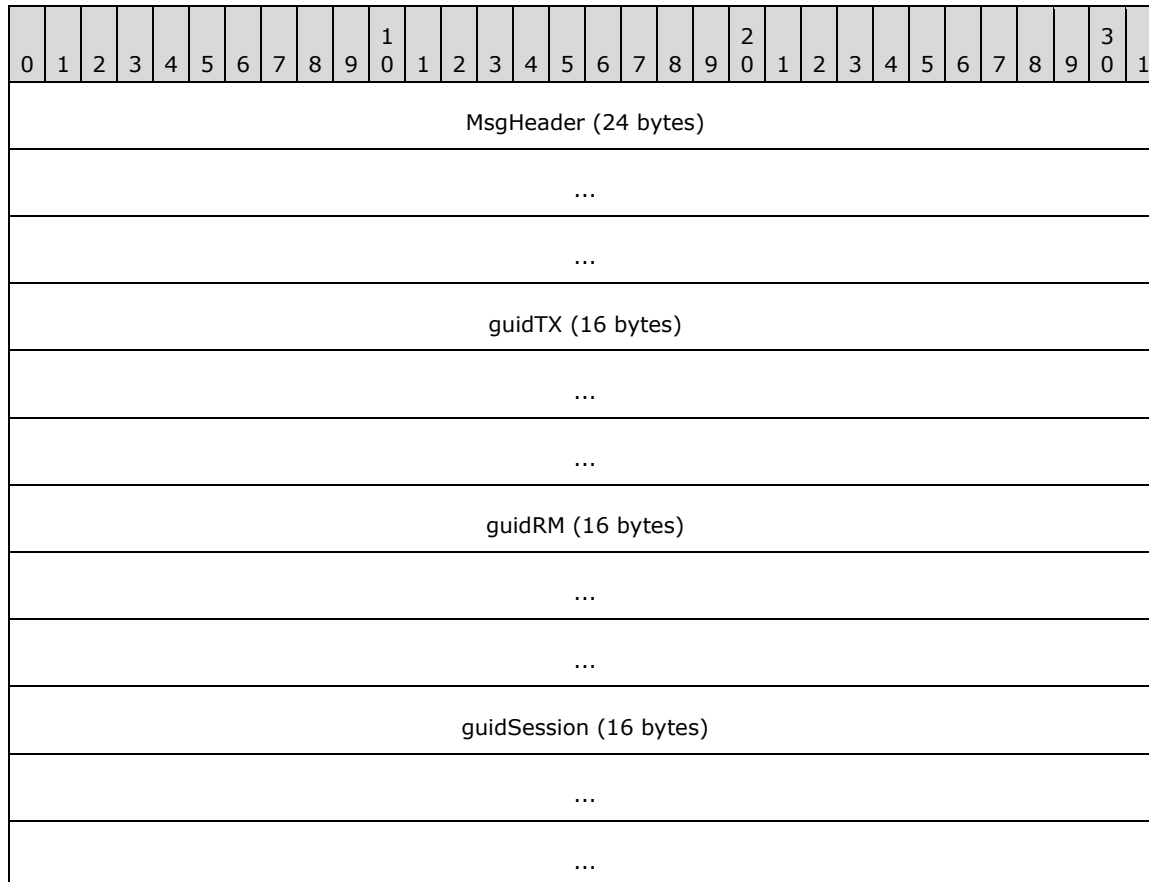 1 2 3
0 1 2 3 4 5 6 7 8 9 0 1 2 3 4 5 6 7 8 9 0 1 2 3 4 5 6 7 8 9 0 1
MsgHeader (24 bytes)
...
...
guidTX (16 bytes)
...
...
guidRM (16 bytes)
...
...
guidSession (16 bytes)
...
...